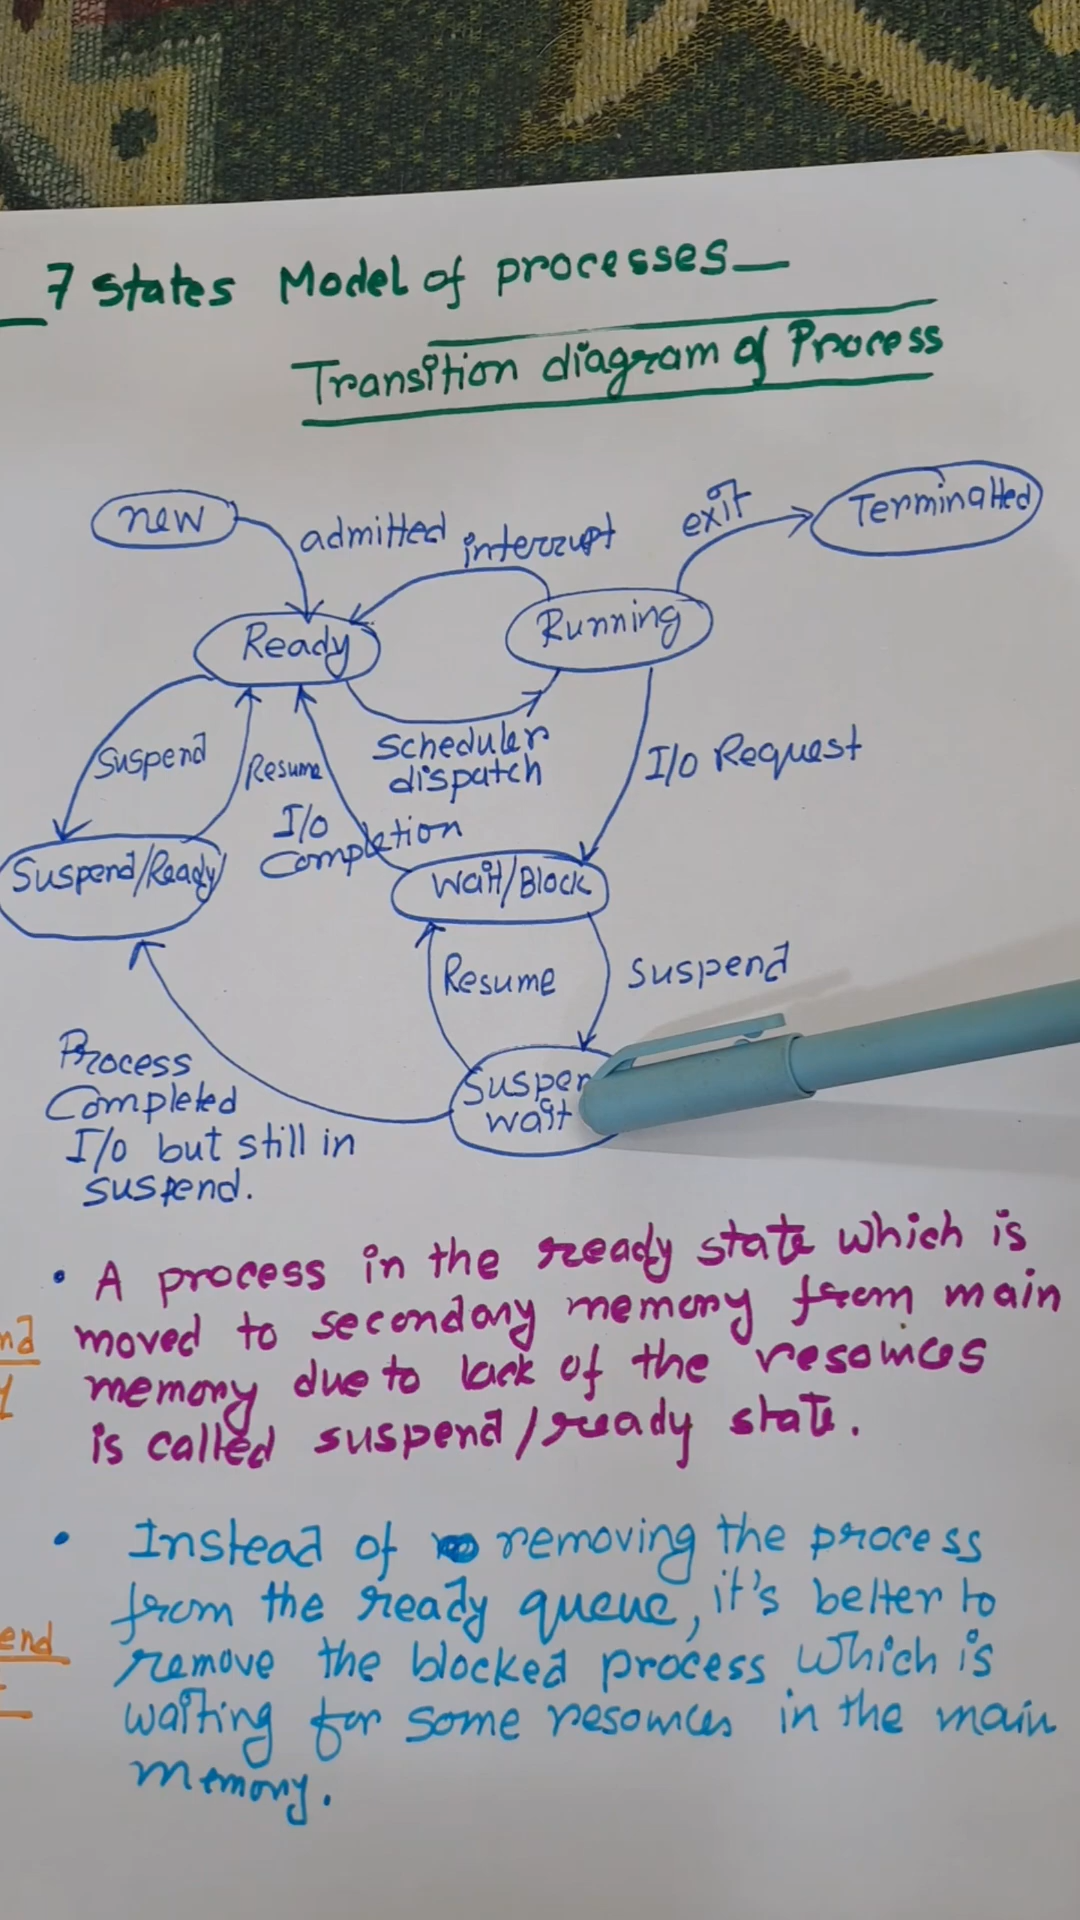 7 states Model of processes
Transition diagram of Process
new
admitted
interrupt
exit
Terminatted
Ready
Running
Suspend
Resume
scheduler
dispatch
I/o Request
I/o
Completion
Suspend/Ready
wait/Block
Resume
suspend
Suspen
wait
Process
Completed
I/o but still in
suspend.
• A process in the ready state which is
moved to secondary memory from main
memory due to lack of the resources
is called suspend/ready state.
• Instead of removing the process
from the ready queue, it's better to
remove the blocked process which is
end
waiting for some resources in the main
memory.